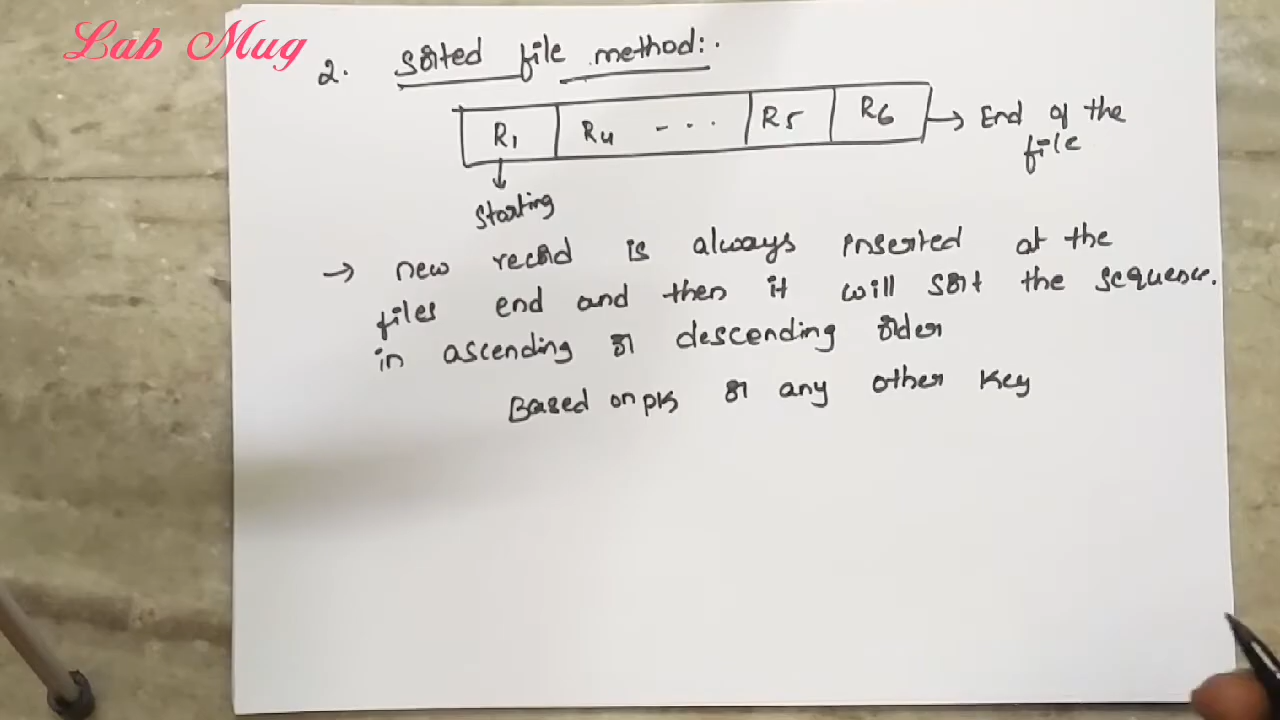 Lab Mug
2. sorted file method:.
R1 R4 - - . . R5 R6 → End of the
file
Starting
→ new record is always inserted at the
files end and then it will sort the sequence.
in ascending or descending order
Based on pk or any other key